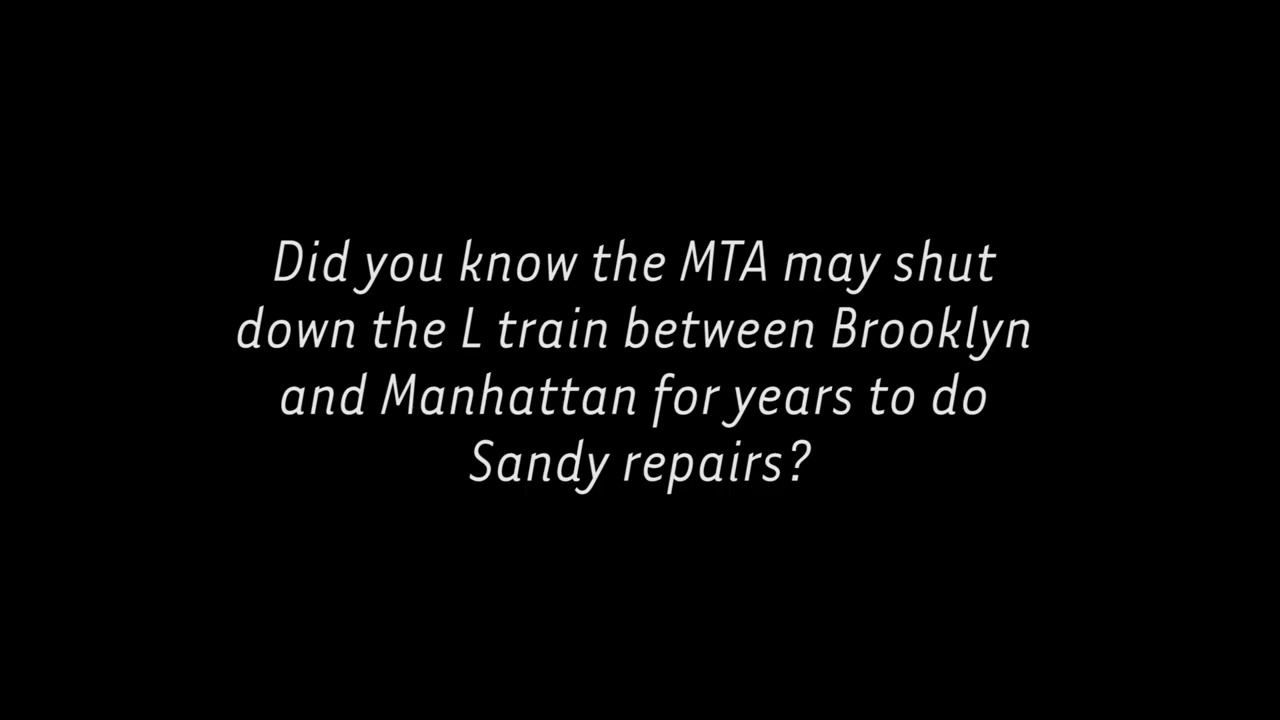 Did you know the MTA may shut
down the L train between Brooklyn
and Manhattan for years to do
Sandy repairs?